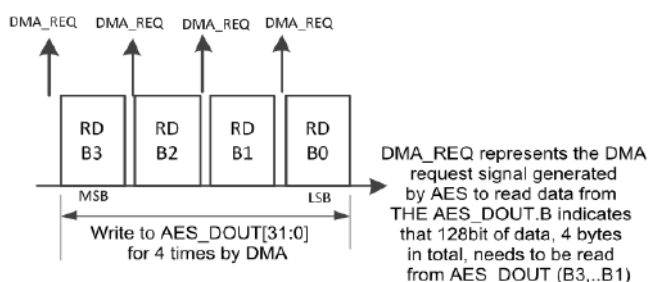 DMA_REQ DMA_REQ DMA_REQ DMA_REQ
RD RD RD RD
B3 B2 B1 B0
MSB LSB
Write to AES_DOUT[31:0]
for 4 times by DMA
DMA_REQ represents the DMA
request signal generated
by AES to read data from
THE AES_DOUT.B indicates
that 128bit of data, 4 bytes
in total, needs to be read
from AES_DOUT (B3,..B1)